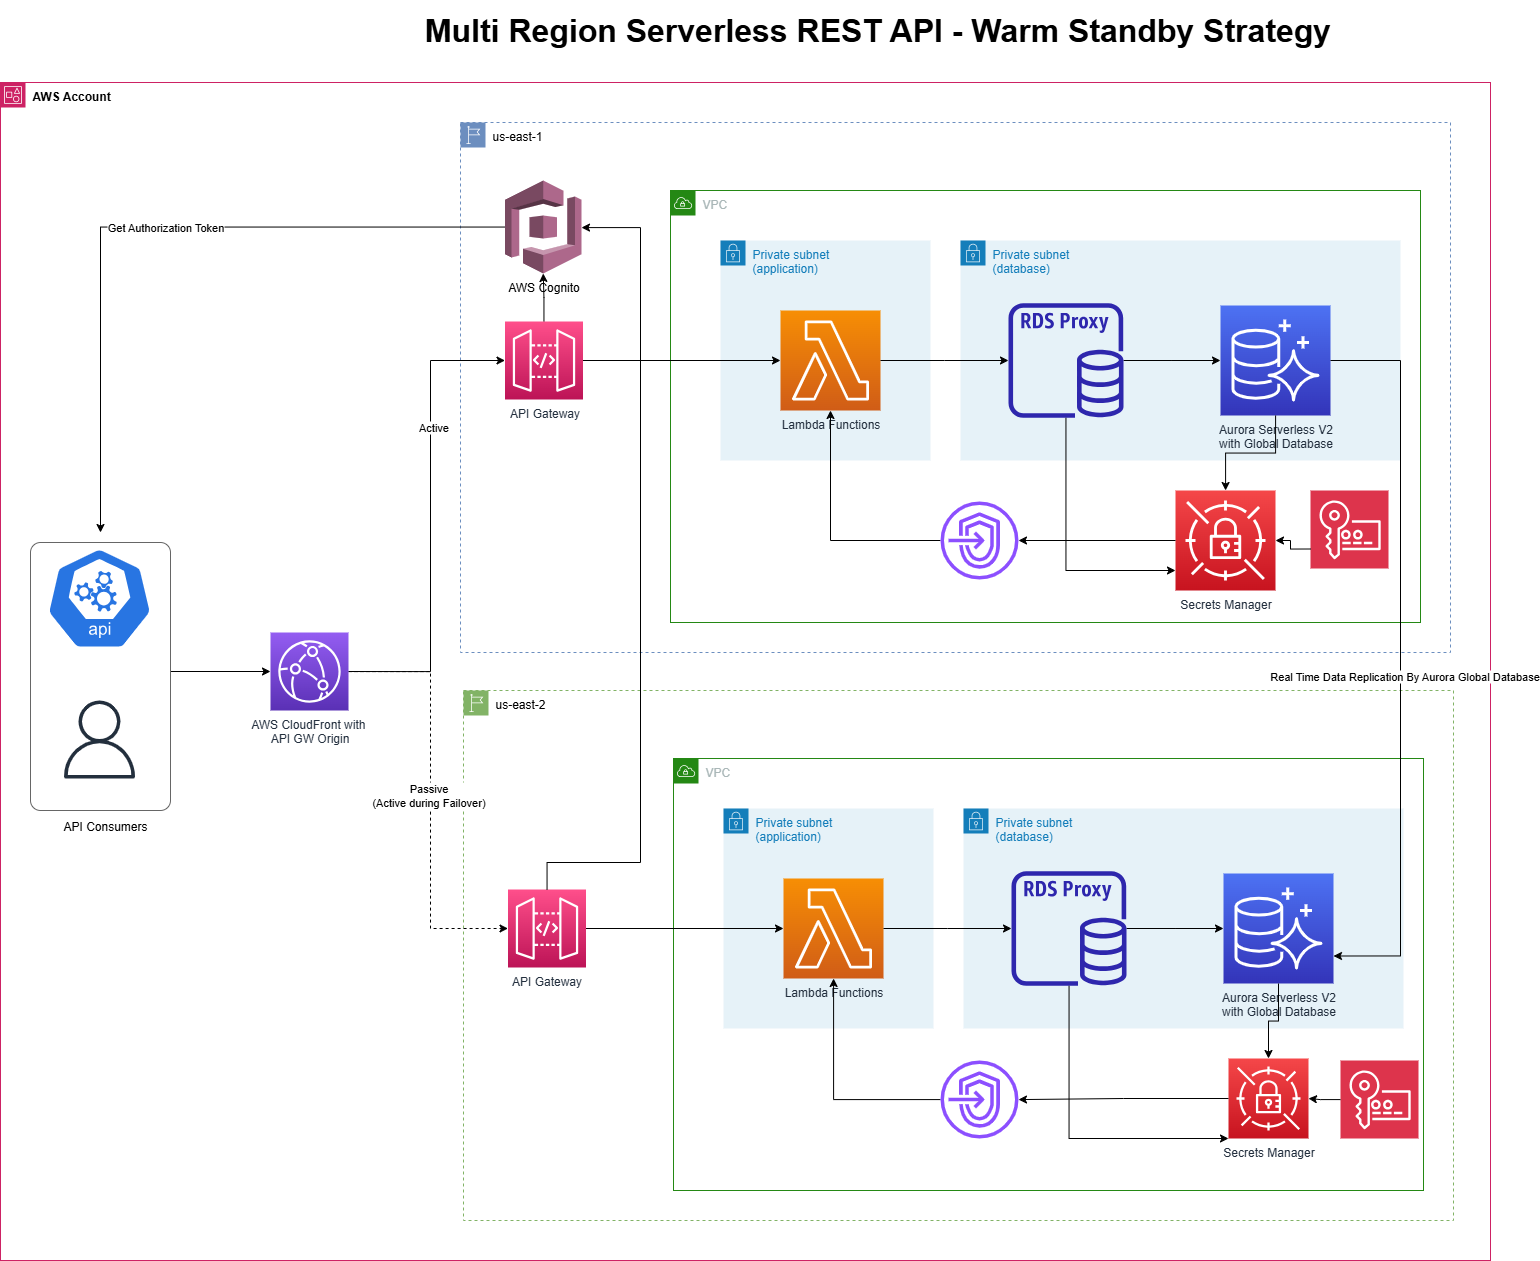 Multi Region Serverless REST API - Warm Standby Strategy
AWS Account
us-east-1
Get Authorization Token
AWS Cognito
VPC
Private subnet
(application)
Private subnet
(database)
RDS Proxy
API Gateway
Lambda Functions
Aurora Serverless V2
with Global Database
Active
Secrets Manager
api
API Consumers
AWS CloudFront with
API GW Origin
Real Time Data Replication By Aurora Global Database
us-east-2
Passive
(Active during Failover)
VPC
Private subnet
(application)
Private subnet
(database)
RDS Proxy
API Gateway
Lambda Functions
Aurora Serverless V2
with Global Database
Secrets Manager